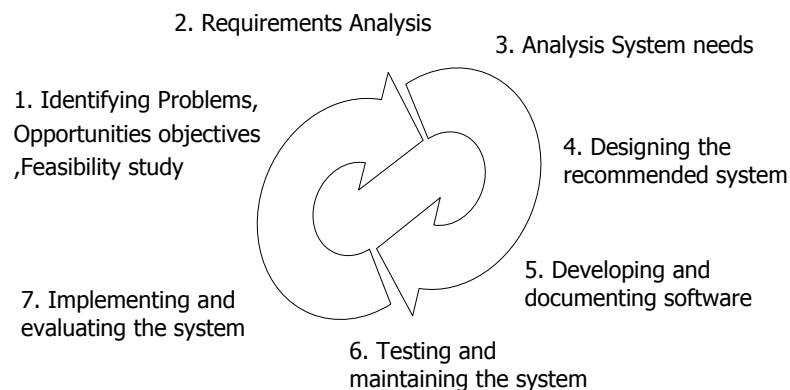 2. Requirements Analysis
3. Analysis System needs
1. Identifying Problems,
Opportunities objectives
,Feasibility study
4. Designing the
recommended system
5. Developing and
documenting software
7. Implementing and
evaluating the system
6. Testing and
maintaining the system